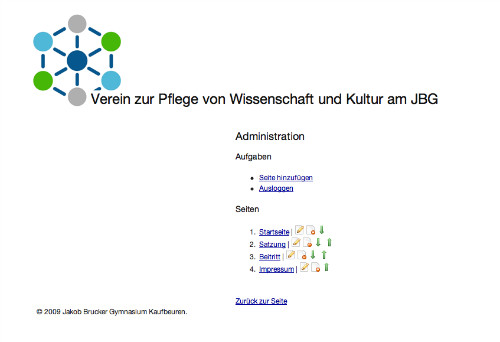 Verein zur Pflege von Wissenschaft und Kultur am JBG
Administration
Aufgaben
• Seite hinzufügen
• Ausloggen
Seiten
1. Startseite |
2. Satzung |
3. Beitritt |
4. Impressum |
Zurück zur Seite
© 2009 Jakob Brucker Gymnasium Kaufbeuren.